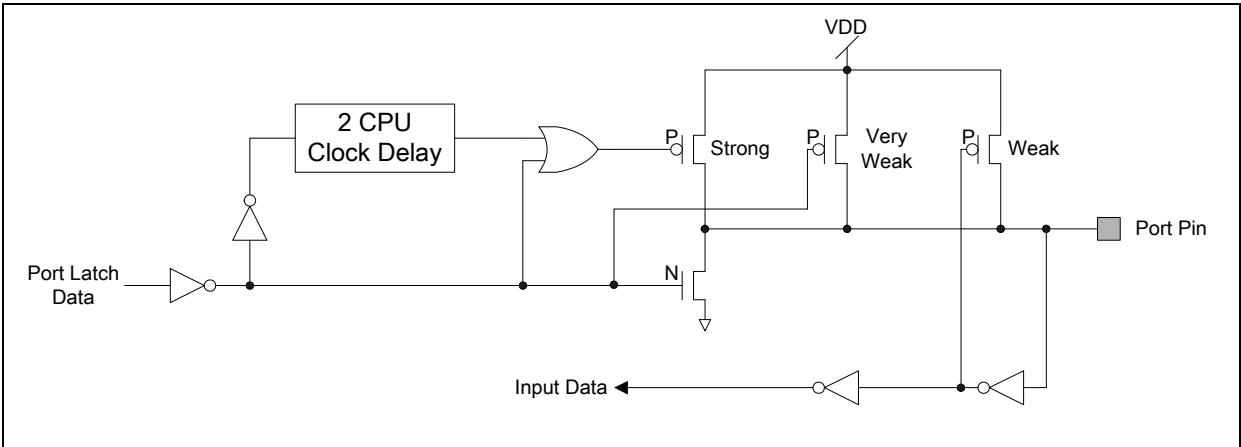 VDD
2 CPU
Clock Delay
P
Strong
P
Very
Weak
P
Weak
Port Pin
Port Latch
Data
N
Input Data